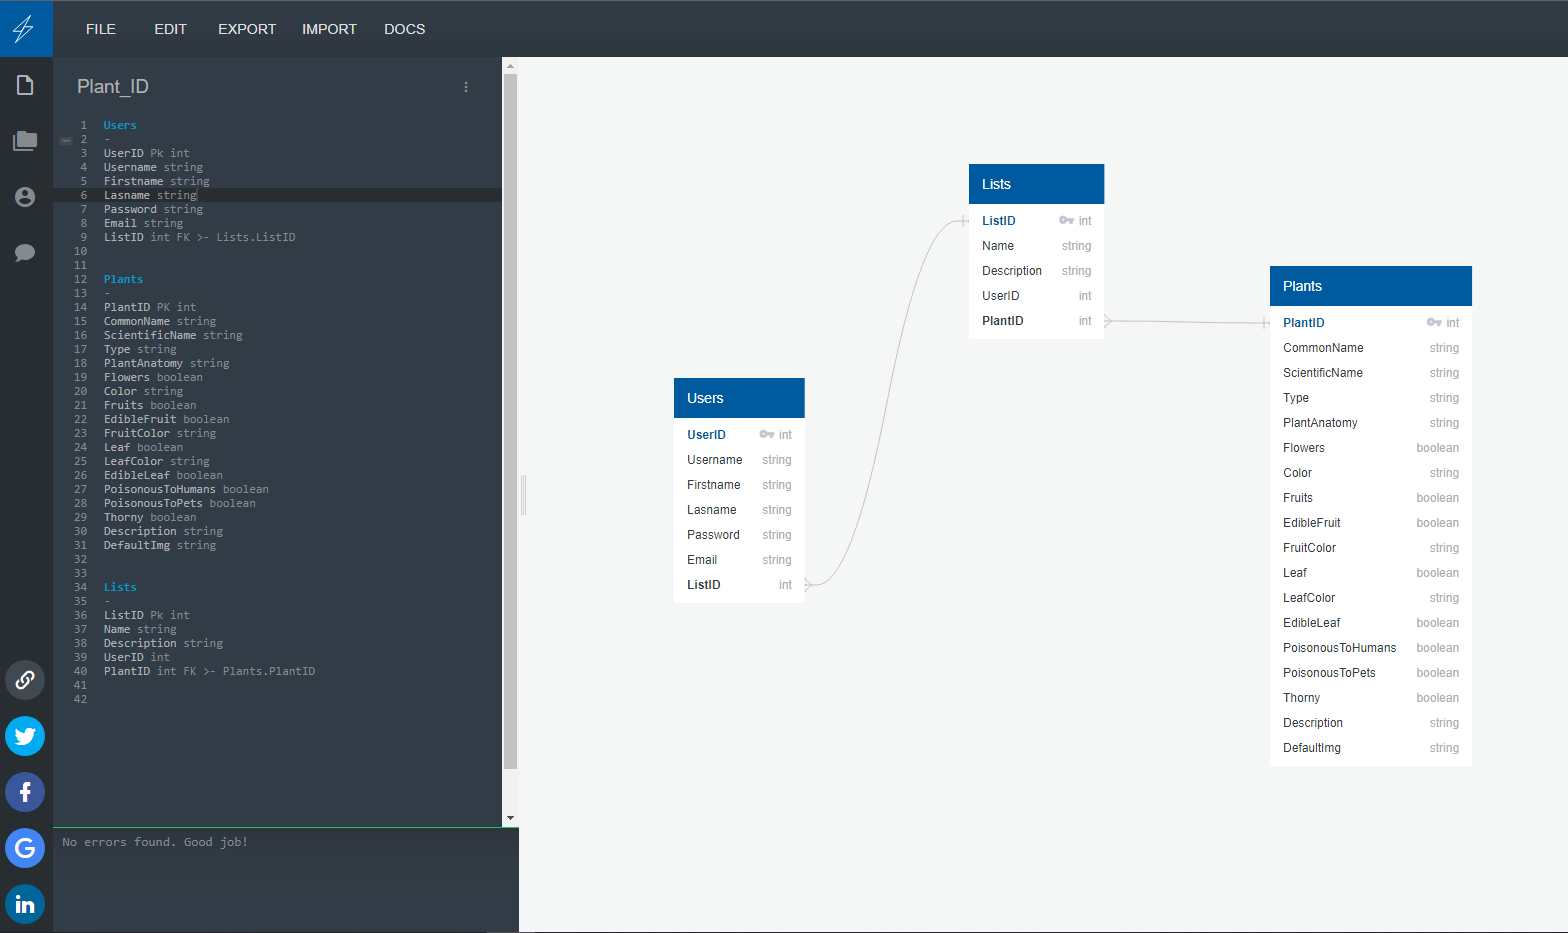 FILE EDIT EXPORT IMPORT DOCS
Plant_ID
1 Users
2 -
3 UserID Pk int
4 Username string
5 Firstname string
6 Lasname string
7 Password string
8 Email string
9 ListID int FK >- Lists.ListID
10
11
12 Plants
13 -
14 PlantID PK int
15 CommonName string
16 ScientificName string
17 Type string
18 PlantAnatomy string
19 Flowers boolean
20 Color string
21 Fruits boolean
22 EdibleFruit boolean
23 FruitColor string
24 Leaf boolean
25 LeafColor string
26 EdibleLeaf boolean
27 PoisonousToHumans boolean
28 PoisonousToPets boolean
29 Thorny boolean
30 Description string
31 DefaultImg string
32
33
34 Lists
35 -
36 ListID Pk int
37 Name string
38 Description string
39 UserID int
40 PlantID int FK >- Plants.PlantID
41
42
No errors found. Good job!
Users
UserID int
Username string
Firstname string
Lasname string
Password string
Email string
ListID int
Lists
ListID int
Name string
Description string
UserID int
PlantID int
Plants
PlantID int
CommonName string
ScientificName string
Type string
PlantAnatomy string
Flowers boolean
Color string
Fruits boolean
EdibleFruit boolean
FruitColor string
Leaf boolean
LeafColor string
EdibleLeaf boolean
PoisonousToHumans boolean
PoisonousToPets boolean
Thorny boolean
Description string
DefaultImg string
f
G
in